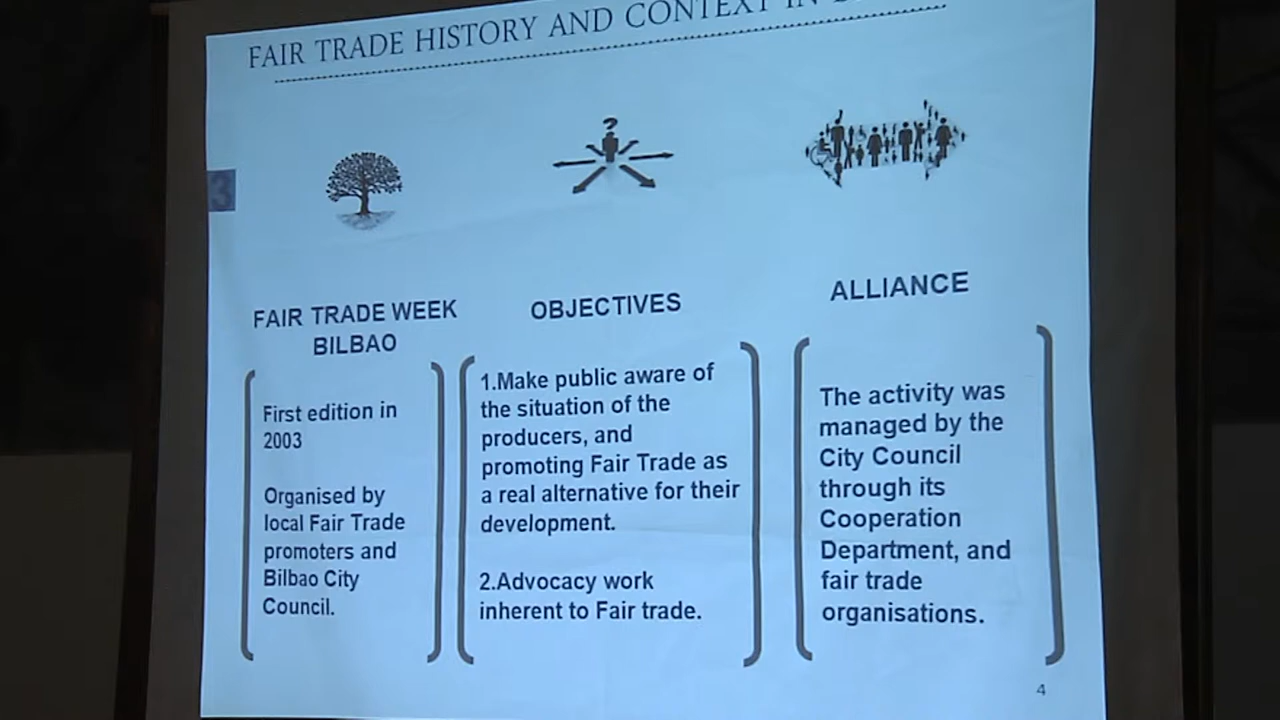 FAIR TRADE HISTORY AND CONTEXT IN
3
FAIR TRADE WEEK
BILBAO
First edition in
2003
Organised by
local Fair Trade
promoters and
Bilbao City
Council.
OBJECTIVES
1.Make public aware of
the situation of the
producers, and
promoting Fair Trade as
a real alternative for their
development.
2.Advocacy work
inherent to Fair trade.
ALLIANCE
The activity was
managed by the
City Council
through its
Cooperation
Department, and
fair trade
organisations.
4